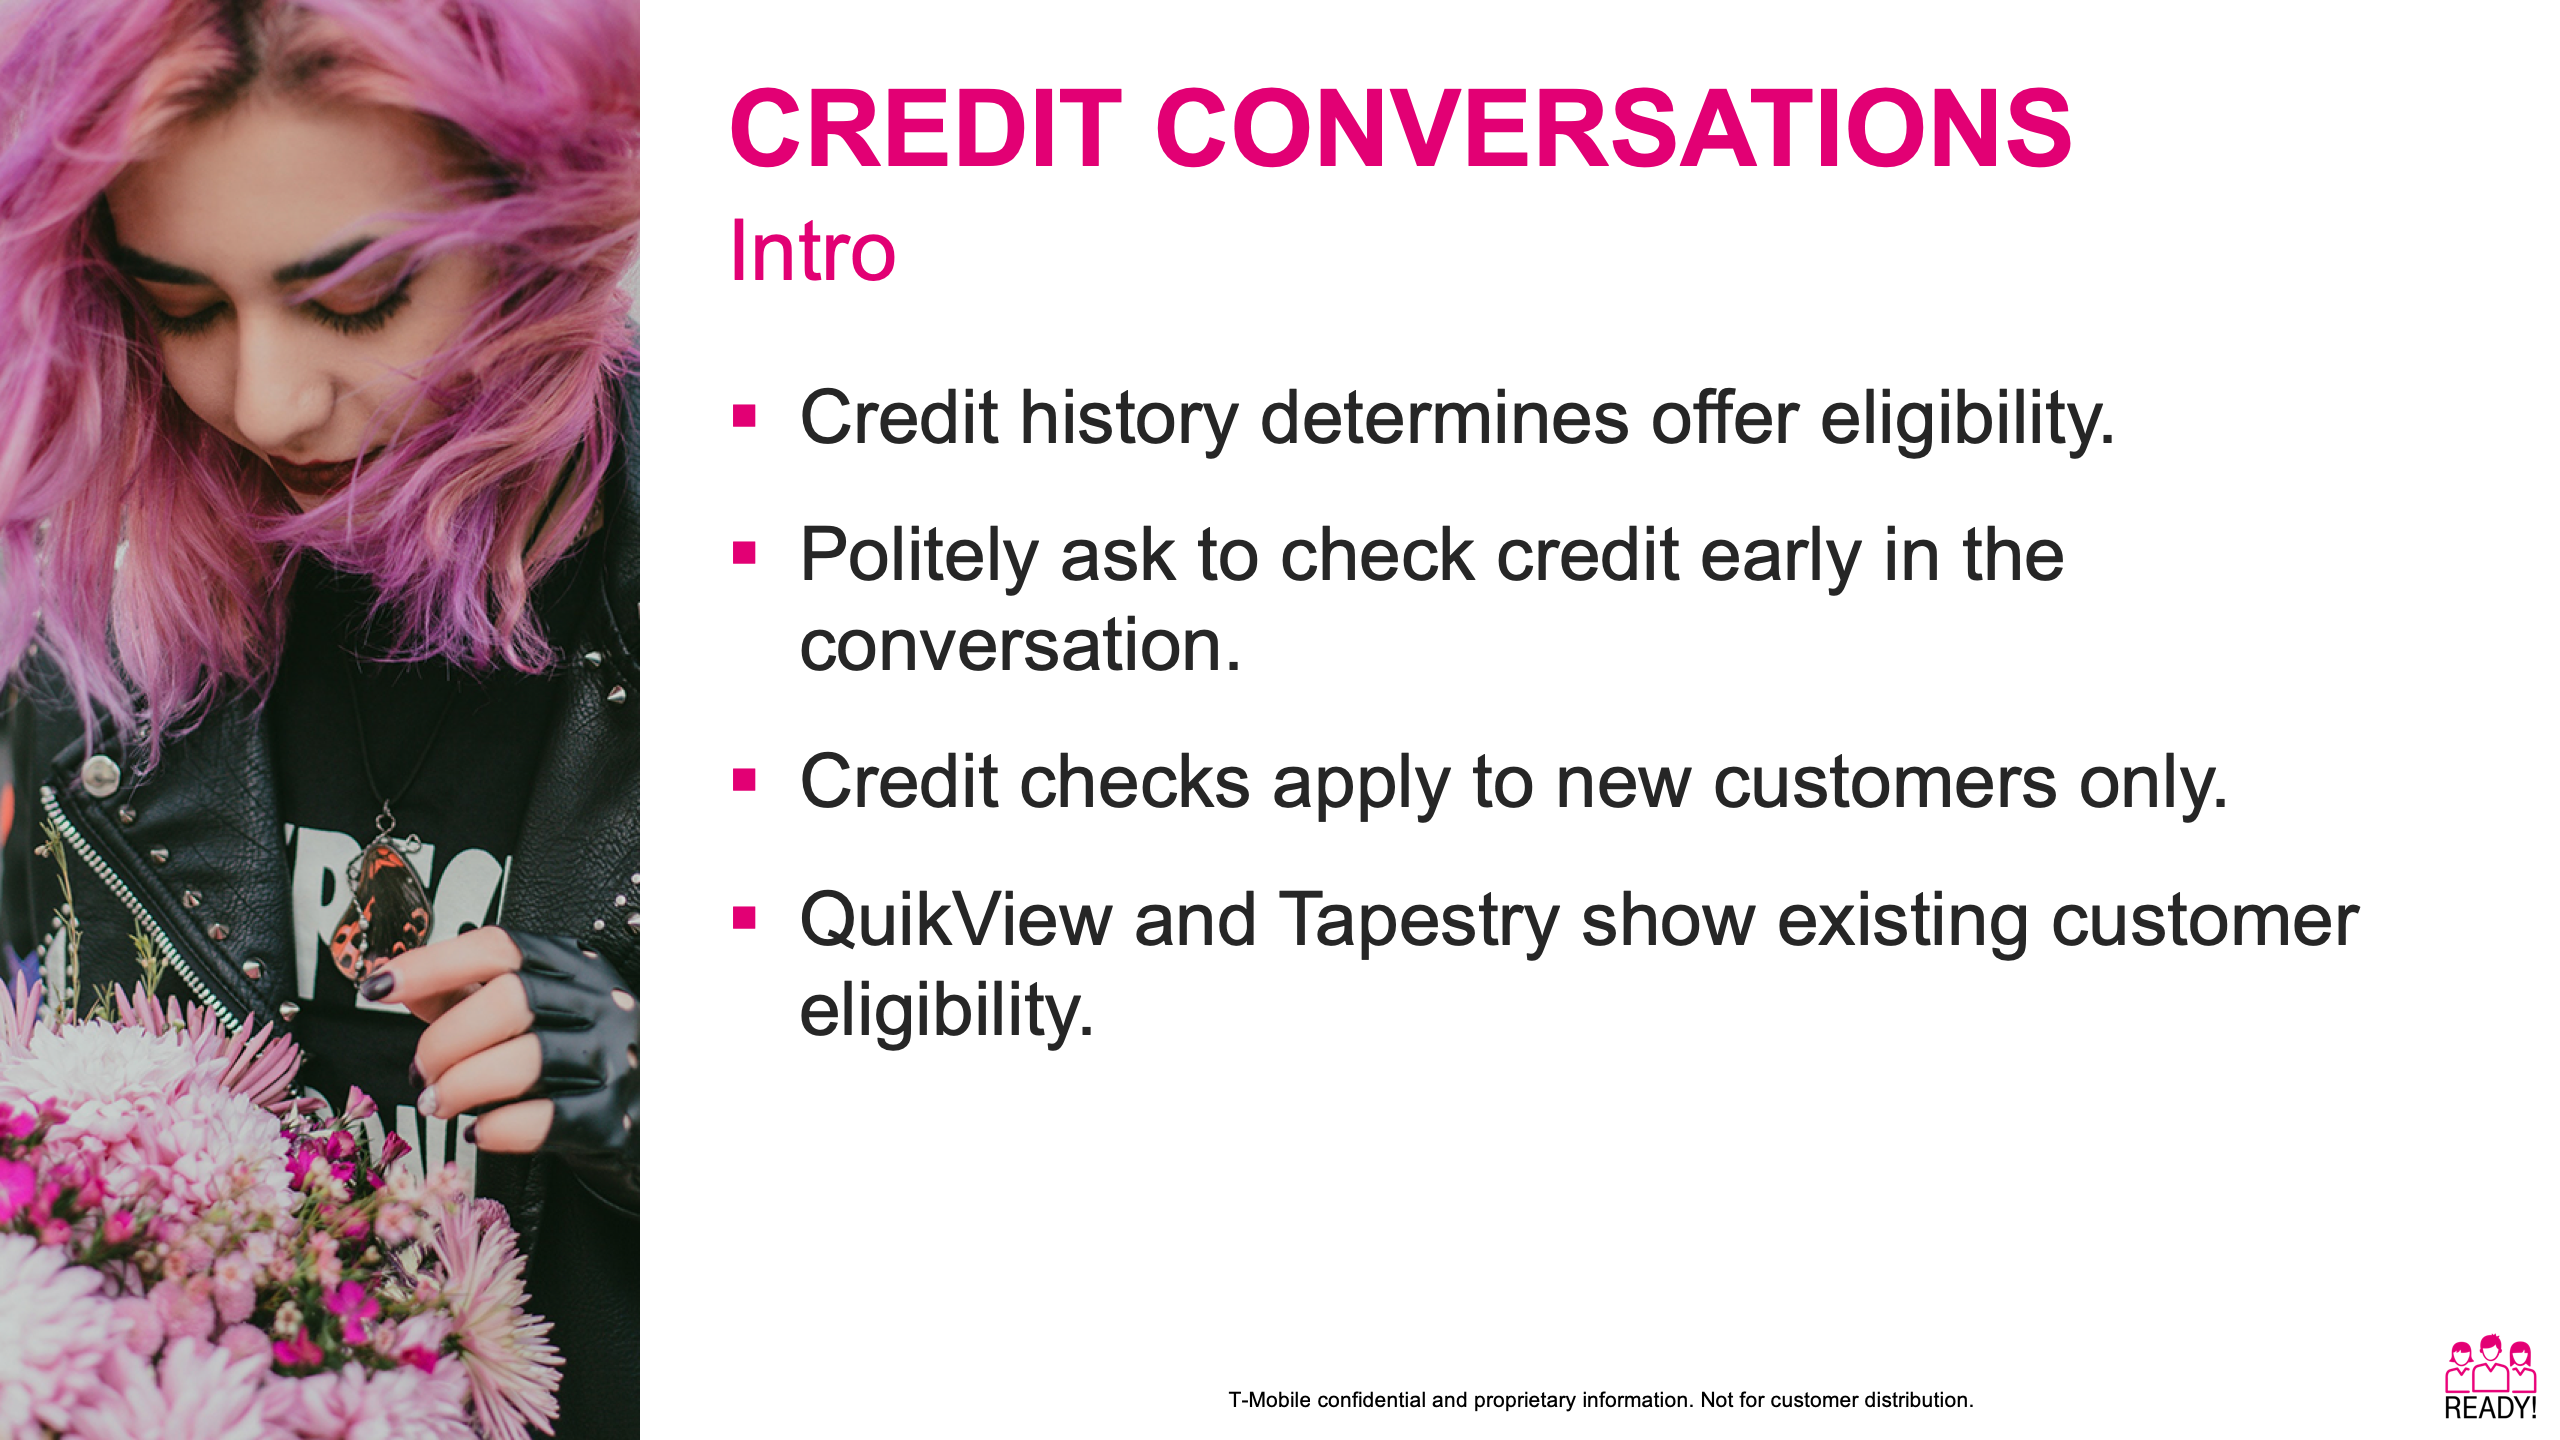 CREDIT CONVERSATIONS
Intro
Credit history determines offer eligibility.
Politely ask to check credit early in the
conversation.
Credit checks apply to new customers only.
QuikView and Tapestry show existing customer
eligibility.
T-Mobile confidential and proprietary information. Not for customer distribution.
READY!